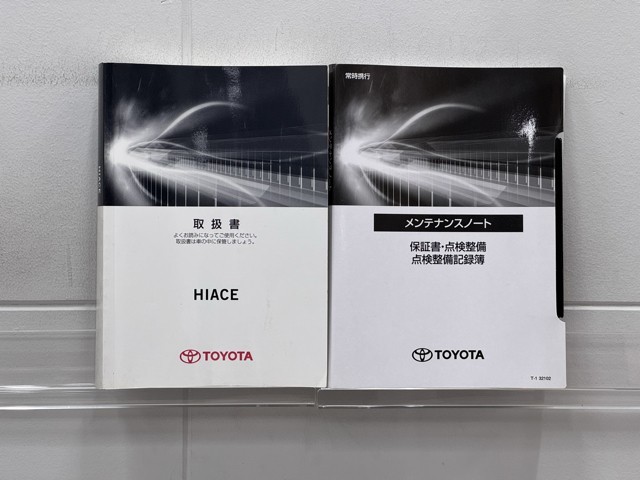 取扱書
よくお読みになってご使用ください。
取扱書は車の中に保管しましょう。
HIACE
TOYOTA
常時携行
メンテナンスノート
保証書・点検整備
点検整備記録簿
TOYOTA
T-1 32102